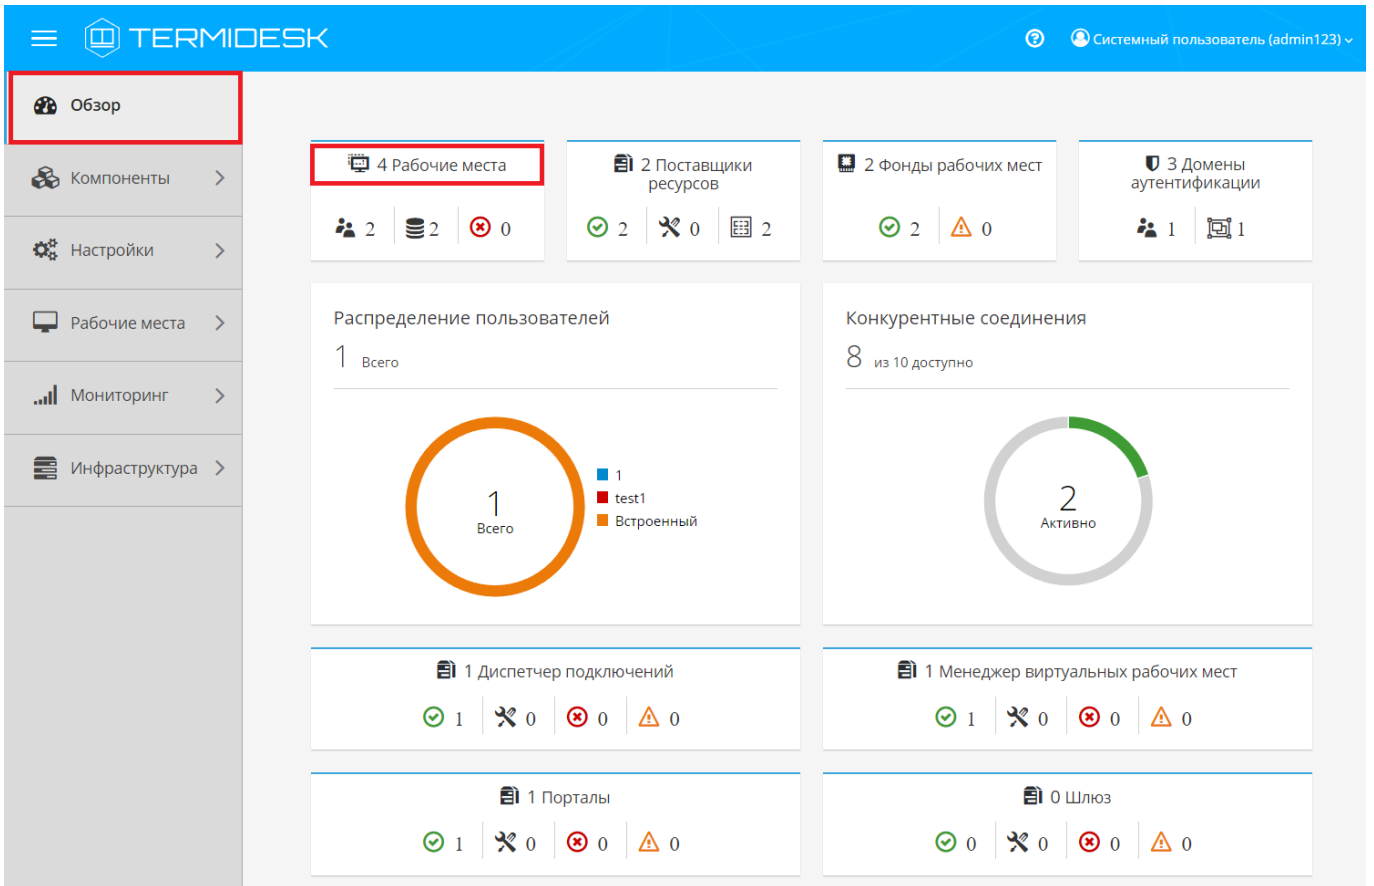 TERMIDESK
Системный пользователь (admin123)
Обзор
Компоненты
Настройки
Рабочие места
Мониторинг
Инфраструктура
4 Рабочие места
2 2 0
2 Поставщики
ресурсов
2 0 2
2 Фонды рабочих мест
2 0
3 Домены
аутентификации
1 1
Распределение пользователей
1 Всего
1
Всего
1
test1
Встроенный
Конкурентные соединения
8 из 10 доступно
2
Активно
1 Диспетчер подключений
1 0 0 0
1 Менеджер виртуальных рабочих мест
1 0 0 0
1 Порталы
1 0 0 0
0 Шлюз
0 0 0 0